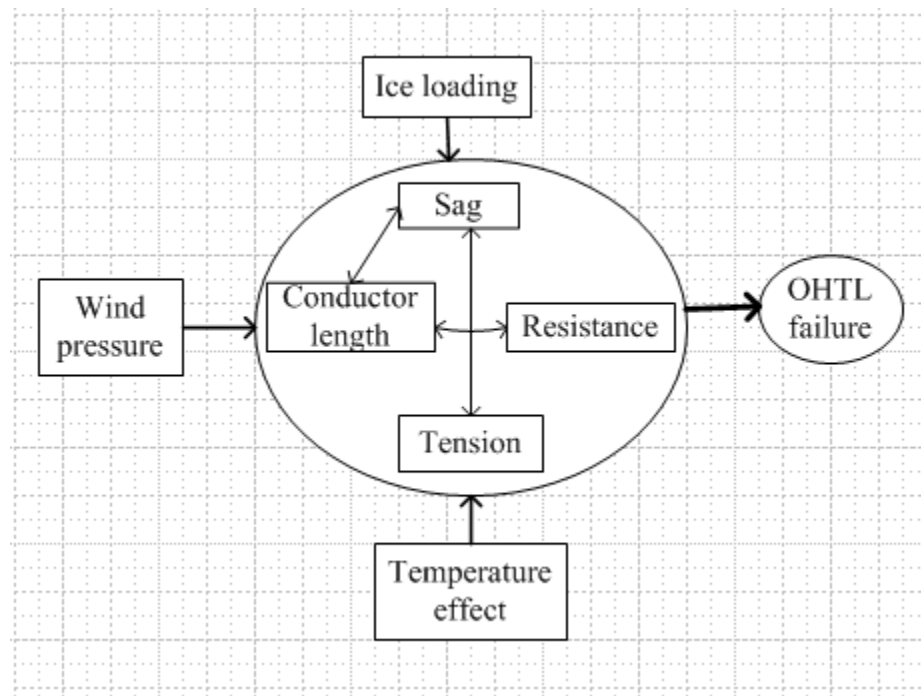 Ice loading
Sag
Wind
pressure
Conductor
length
Resistance
OHTL
failure
Tension
Temperature
effect